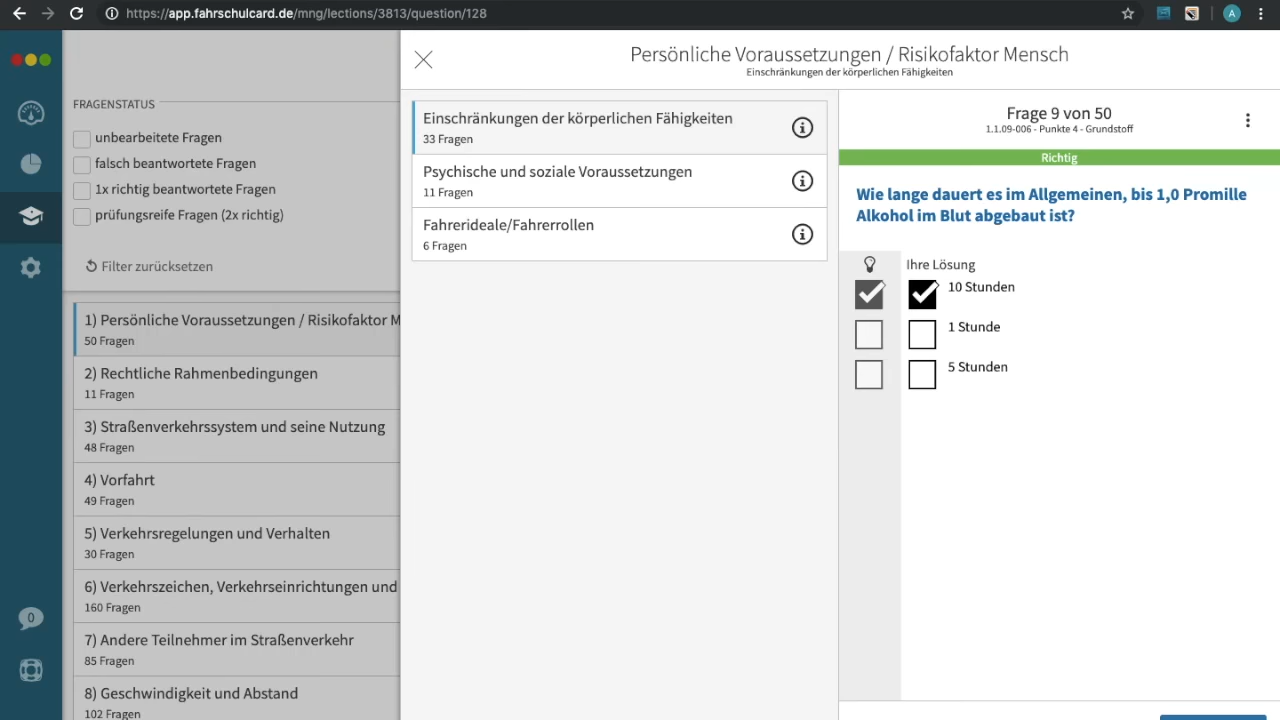 https://app.fahrschulcard.de/mng/lections/3813/question/128
A
FRAGENSTATUS
unbearbeitete Fragen
falsch beantwortete Fragen
1x richtig beantwortete Fragen
prüfungsreife Fragen (2x richtig)
Filter zurücksetzen
1) Persönliche Voraussetzungen / Risikofaktor M
50 Fragen
2) Rechtliche Rahmenbedingungen
11 Fragen
3) Straßenverkehrssystem und seine Nutzung
48 Fragen
4) Vorfahrt
49 Fragen
5) Verkehrsregelungen und Verhalten
30 Fragen
6) Verkehrszeichen, Verkehrseinrichtungen und
160 Fragen
7) Andere Teilnehmer im Straßenverkehr
85 Fragen
8) Geschwindigkeit und Abstand
102 Fragen
0
Persönliche Voraussetzungen / Risikofaktor Mensch
Einschränkungen der körperlichen Fähigkeiten
Einschränkungen der körperlichen Fähigkeiten
33 Fragen
Psychische und soziale Voraussetzungen
11 Fragen
Fahrerideale/Fahrerrollen
6 Fragen
Frage 9 von 50
1.1.09-006 - Punkte 4 - Grundstoff
Richtig
Wie lange dauert es im Allgemeinen, bis 1,0 Promille
Alkohol im Blut abgebaut ist?
Ihre Lösung
10 Stunden
1 Stunde
5 Stunden